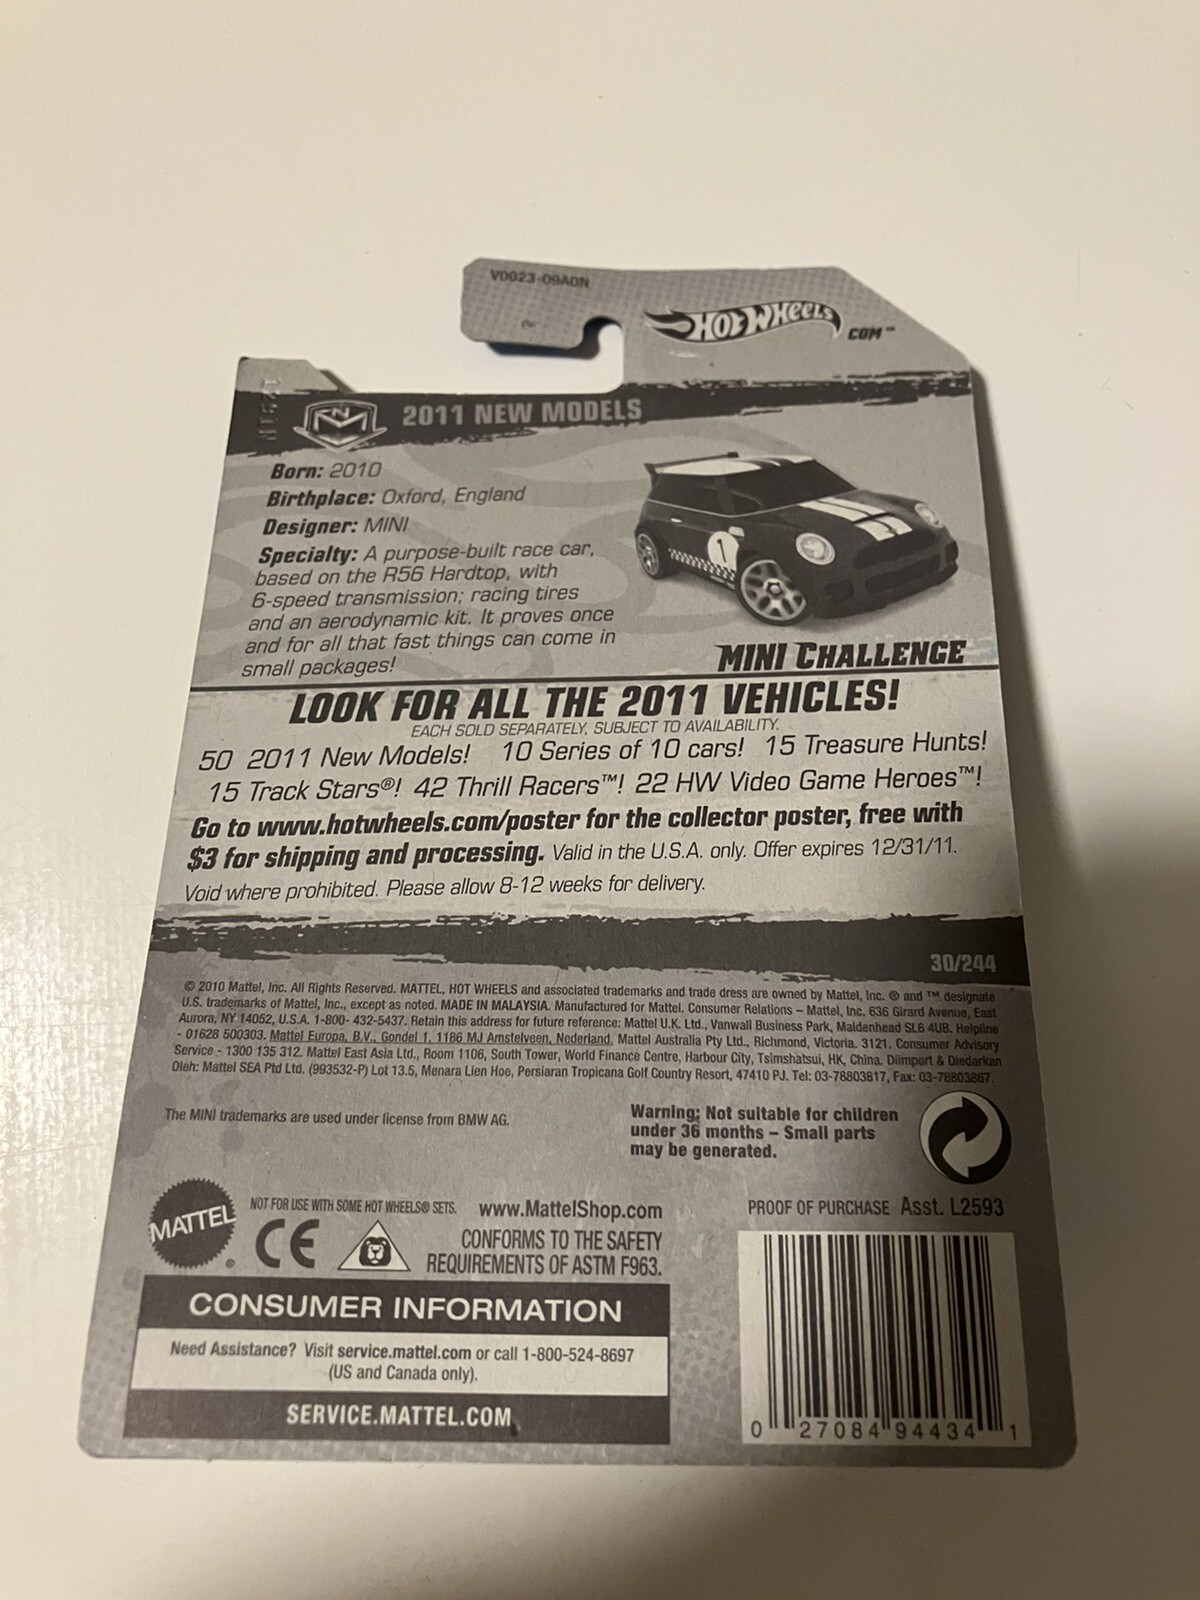 V0023-09A0N
HOT WHEELS.COM™
NM
2011 NEW MODELS
Born: 2010
Birthplace: Oxford, England
Designer: MINI
Specialty: A purpose-built race car,
based on the R56 Hardtop, with
6-speed transmission; racing tires
and an aerodynamic kit. It proves once
and for all that fast things can come in
small packages!
1
MINI CHALLENGE
LOOK FOR ALL THE 2011 VEHICLES!
EACH SOLD SEPARATELY, SUBJECT TO AVAILABILITY.
50 2011 New Models! 10 Series of 10 cars! 15 Treasure Hunts!
15 Track Stars®! 42 Thrill Racers™! 22 HW Video Game Heroes™!
Go to www.hotwheels.com/poster for the collector poster, free with
$3 for shipping and processing. Valid in the U.S.A. only. Offer expires 12/31/11.
Void where prohibited. Please allow 8-12 weeks for delivery.
30/244
© 2010 Mattel, Inc. All Rights Reserved. MATTEL, HOT WHEELS and associated trademarks and trade dress are owned by Mattel, Inc. ® and ™ designate
U.S. trademarks of Mattel, Inc., except as noted. MADE IN MALAYSIA. Manufactured for Mattel. Consumer Relations – Mattel, Inc. 636 Girard Avenue, East
Aurora, NY 14052, U.S.A. 1-800- 432-5437. Retain this address for future reference: Mattel U.K. Ltd., Vanwall Business Park, Maidenhead SL6 4UB. Helpline
- 01628 500303. Mattel Europa, B.V., Gondel 1, 1186 MJ Amstelveen, Nederland. Mattel Australia Pty Ltd., Richmond, Victoria. 3121. Consumer Advisory
Service - 1300 135 312. Mattel East Asia Ltd., Room 1106, South Tower, World Finance Centre, Harbour City, Tsimshatsui, HK, China. Diimport & Diedarkan
Oleh: Mattel SEA Ptd Ltd. (993532-P) Lot 13.5, Menara Lien Hoe, Persiaran Tropicana Golf Country Resort, 47410 PJ. Tel: 03-78803817, Fax: 03-78803867.
The MINI trademarks are used under license from BMW AG.
Warning: Not suitable for children
under 36 months – Small parts
may be generated.
MATTEL®
NOT FOR USE WITH SOME HOT WHEELS® SETS.
www.MattelShop.com
CE
CONFORMS TO THE SAFETY
REQUIREMENTS OF ASTM F963.
PROOF OF PURCHASE Asst. L2593
CONSUMER INFORMATION
Need Assistance? Visit service.mattel.com or call 1-800-524-8697
(US and Canada only).
SERVICE.MATTEL.COM
0 27084 94434 1